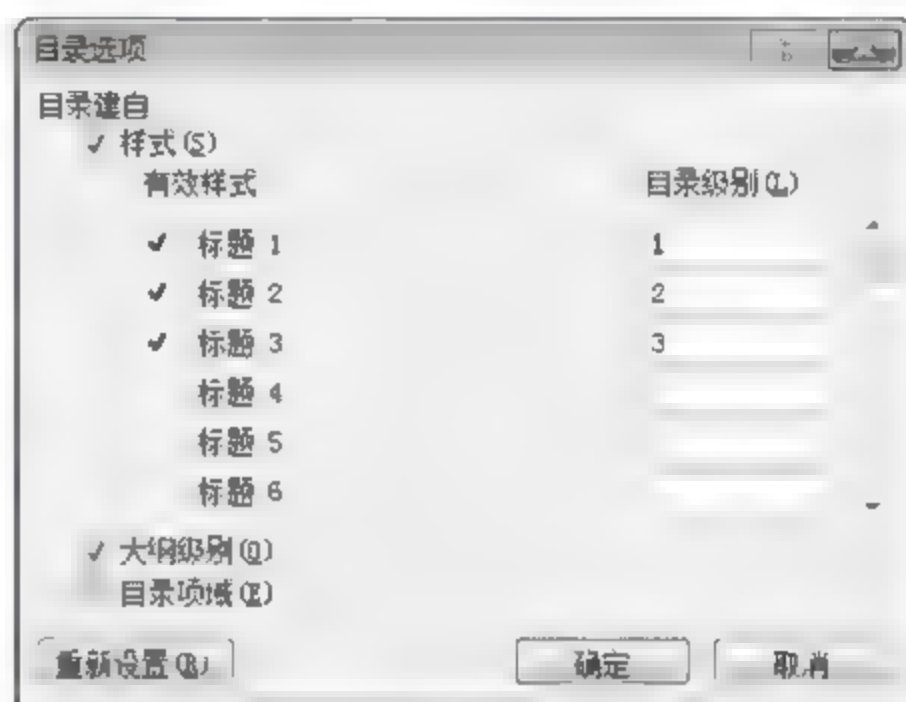 目录选项
目录建自
✓ 样式(S)
有效样式 目录级别(L)
✓ 标题 1 1
✓ 标题 2 2
✓ 标题 3 3
标题 4
标题 5
标题 6
✓ 大纲级别(O)
目录项域(E)
重新设置(R) 确定 取消